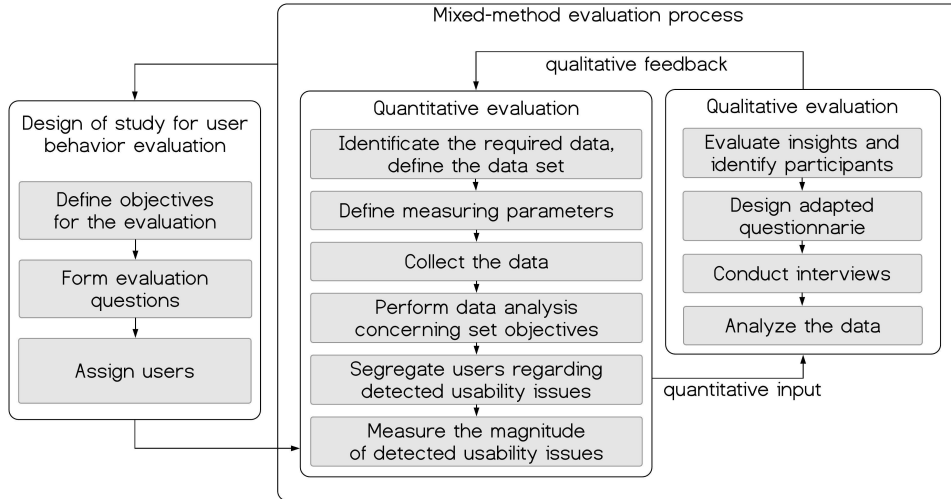 Mixed-method evaluation process
qualitative feedback
Design of study for user
behavior evaluation
Define objectives
for the evaluation
Form evaluation
questions
Assign users
Quantitative evaluation
Identificate the required data,
define the data set
Define measuring parameters
Collect the data
Perform data analysis
concerning set objectives
Segregate users regarding
detected usability issues
Measure the magnitude
of detected usability issues
Qualitative evaluation
Evaluate insights and
identify participants
Design adapted
questionnarie
Conduct interviews
Analyze the data
quantitative input